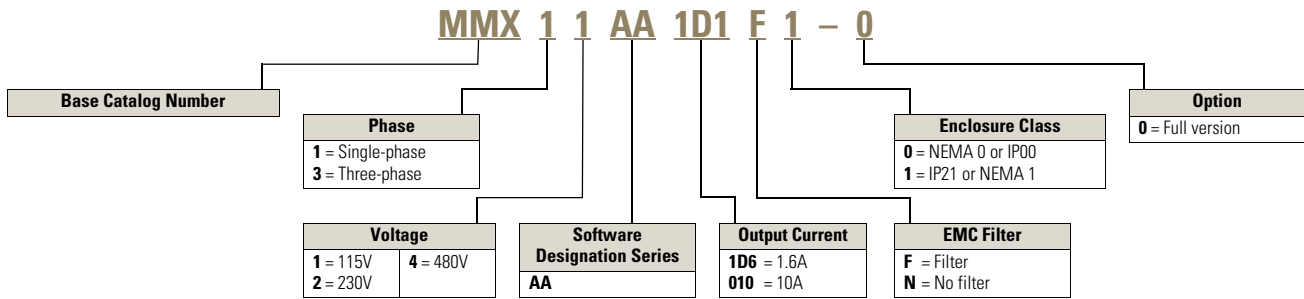 MMX 1 1 AA 1D1 F 1 – 0
Base Catalog Number
Phase
1 = Single-phase
3 = Three-phase
Voltage
1 = 115V
2 = 230V
4 = 480V
Software
Designation Series
AA
Output Current
1D6 = 1.6A
010 = 10A
EMC Filter
F = Filter
N = No filter
Enclosure Class
0 = NEMA 0 or IP00
1 = IP21 or NEMA 1
Option
0 = Full version